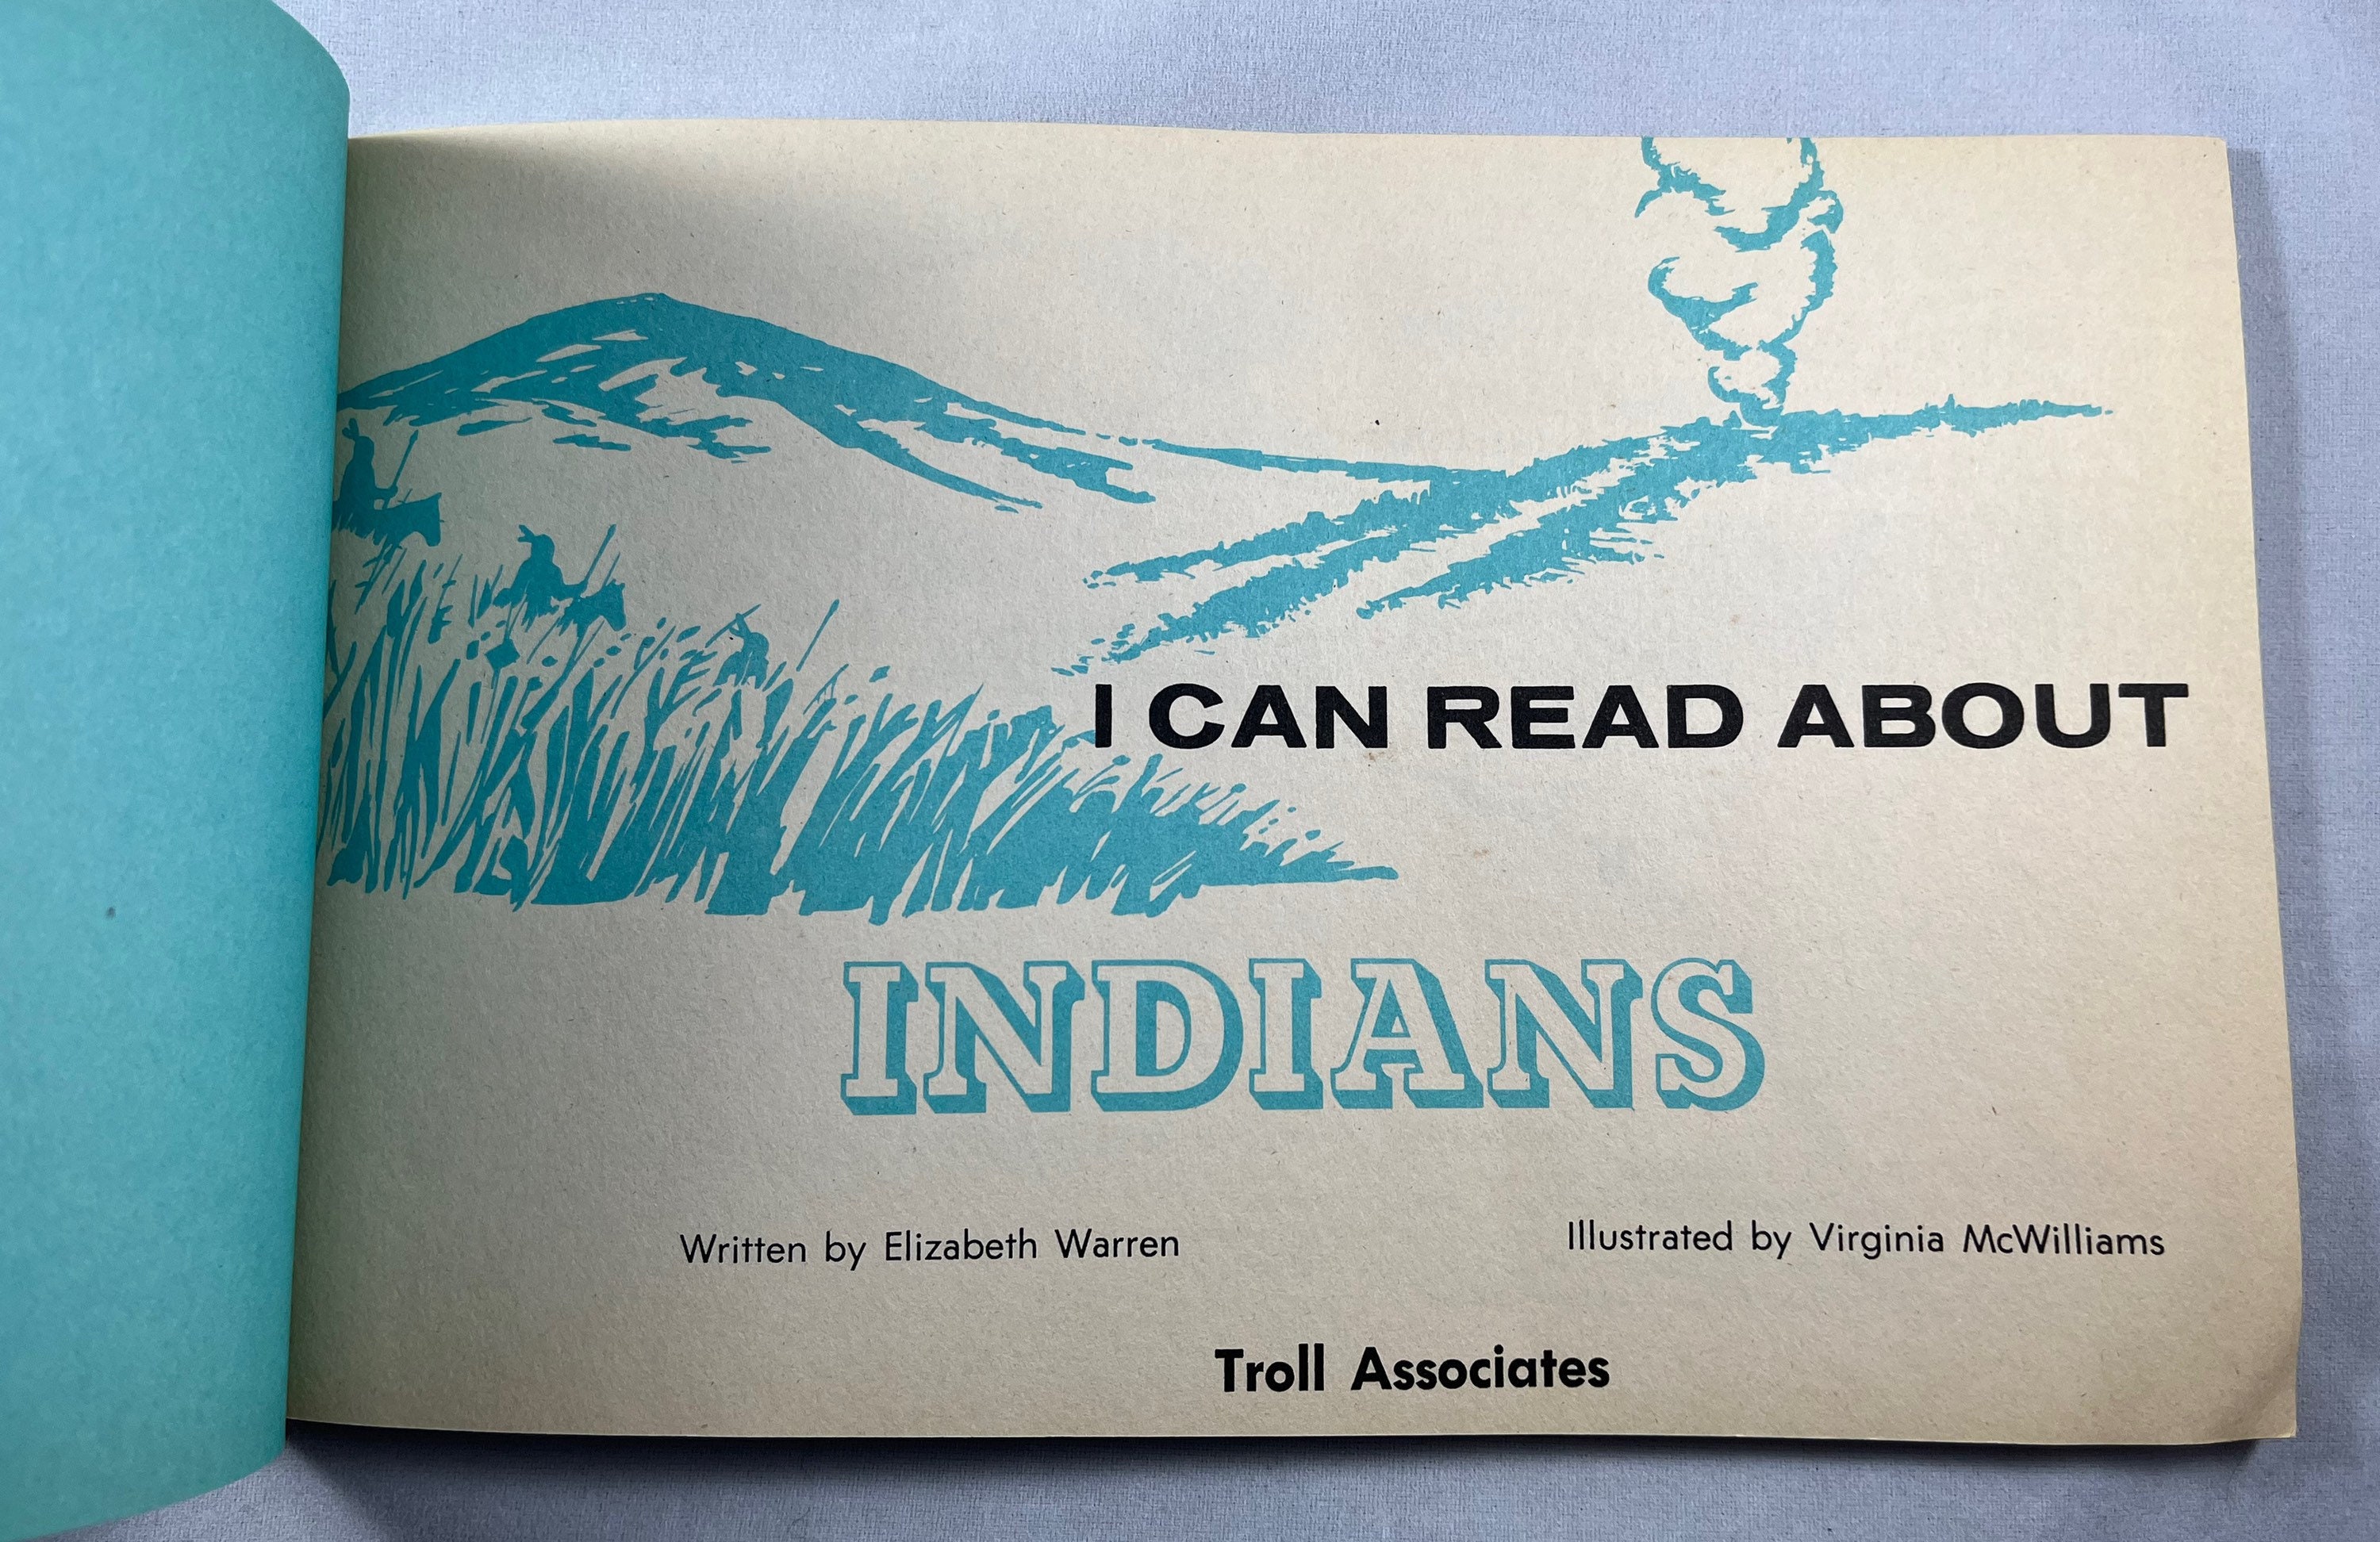 I CAN READ ABOUT
INDIANS
Written by Elizabeth Warren
Illustrated by Virginia McWilliams
Troll Associates